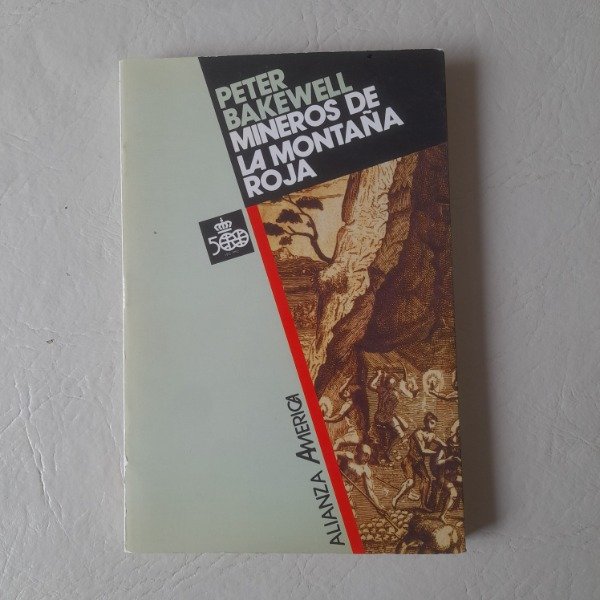 PETER
BAKEWELL
MINEROS DE
LA MONTAÑA
ROJA
500
ALIANZA AMERICA